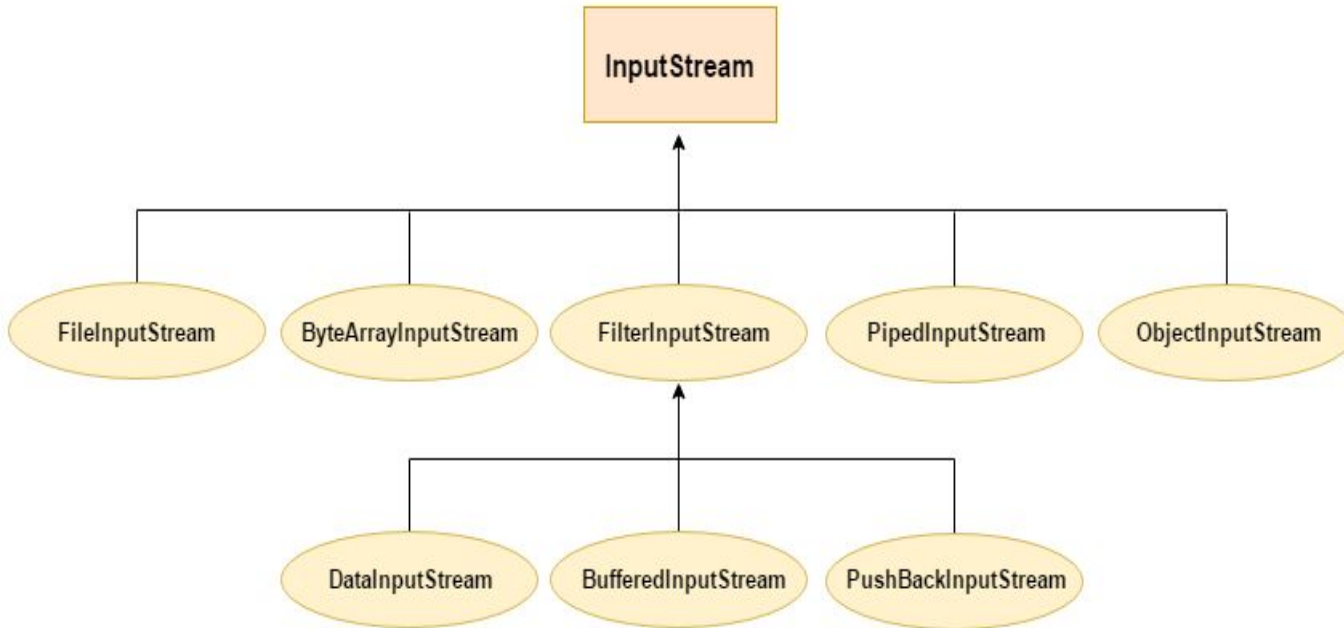 InputStream
FileInputStream
ByteArrayInputStream
FilterInputStream
PipedInputStream
ObjectInputStream
DataInputStream
BufferedInputStream
PushBackInputStream